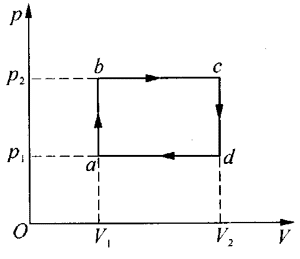 p
b c
p₂
p₁
a d
O V₁ V₂ V